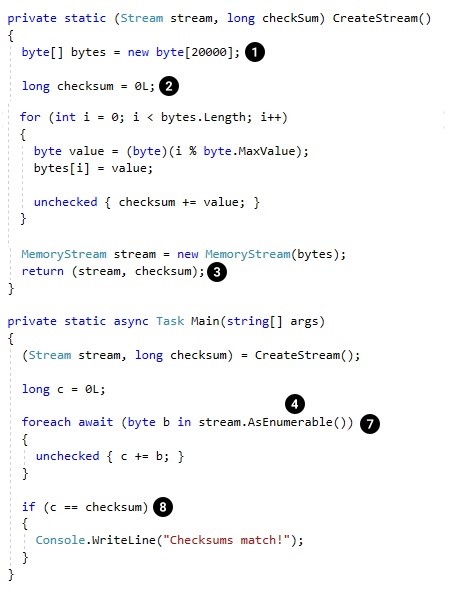 private static (Stream stream, long checkSum) CreateStream()
{
byte[] bytes = new byte[20000]; 1
long checksum = 0L; 2
for (int i = 0; i < bytes.Length; i++)
{
byte value = (byte)(i % byte.MaxValue);
bytes[i] = value;
unchecked { checksum += value; }
}
MemoryStream stream = new MemoryStream(bytes);
return (stream, checksum); 3
}
private static async Task Main(string[] args)
{
(Stream stream, long checksum) = CreateStream();
long c = 0L;
4
foreach await (byte b in stream.AsEnumerable()) 7
{
unchecked { c += b; }
}
if (c == checksum) 8
{
Console.WriteLine("Checksums match!");
}
}